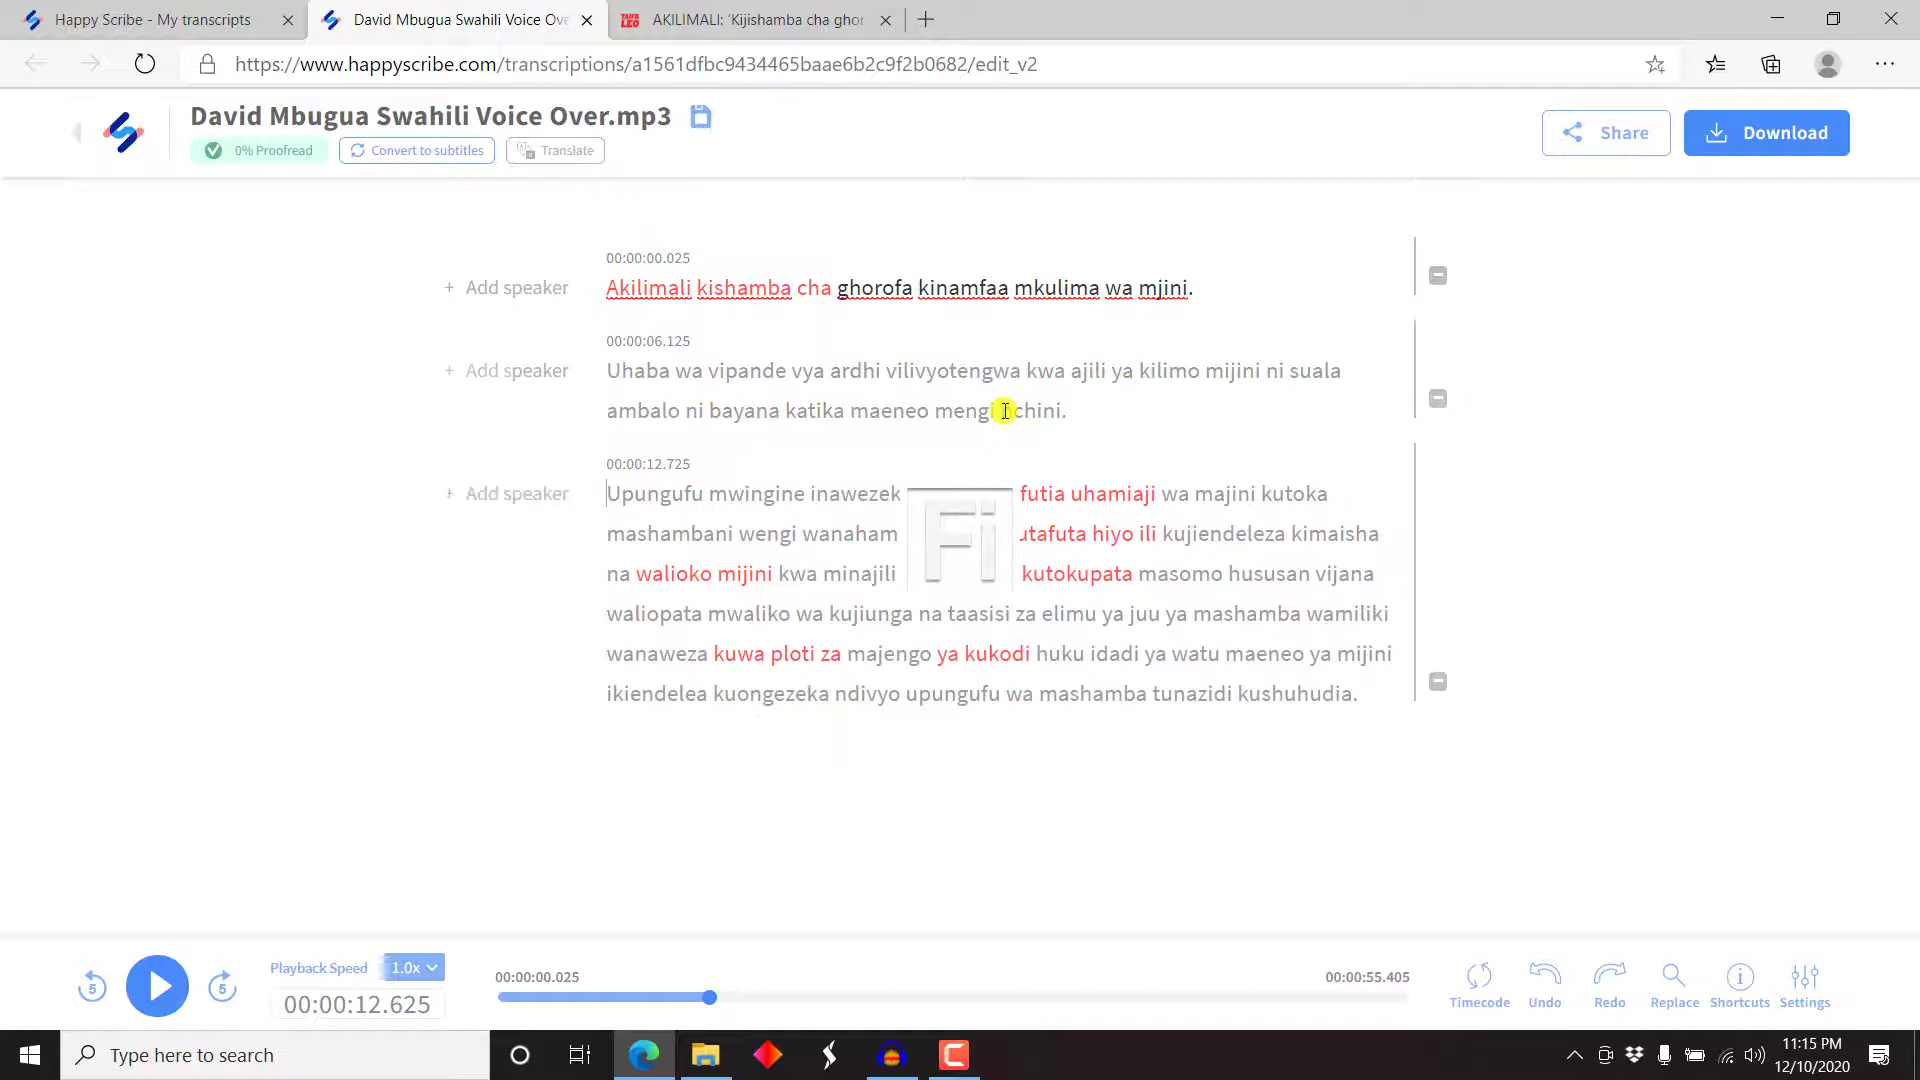 Happy Scribe - My transcripts
David Mbugua Swahili Voice Ove
TAIFA LEO
AKILIMALI: 'Kijishamba cha ghor
https://www.happyscribe.com/transcriptions/a1561dfbc9434465baae6b2c9f2b0682/edit_v2
David Mbugua Swahili Voice Over.mp3
0% Proofread
Convert to subtitles
Translate
Share
Download
00:00:00.025
+ Add speaker
Akilimali kishamba cha ghorofa kinamfaa mkulima wa mjini.
00:00:06.125
+ Add speaker
Uhaba wa vipande vya ardhi vilivyotengwa kwa ajili ya kilimo mijini ni suala
ambalo ni bayana katika maeneo mengi nchini.
00:00:12.725
+ Add speaker
Upungufu mwingine inawezek futia uhamiaji wa majini kutoka
mashambani wengi wanaham utafuta hiyo ili kujiendeleza kimaisha
na walioko mijini kwa minajili kutokupata masomo hususan vijana
waliopata mwaliko wa kujiunga na taasisi za elimu ya juu ya mashamba wamiliki
wanaweza kuwa ploti za majengo ya kukodi huku idadi ya watu maeneo ya mijini
ikiendelea kuongezeka ndivyo upungufu wa mashamba tunazidi kushuhudia.
Fi
5
5
Playback Speed
1.0x
00:00:12.625
00:00:00.025
00:00:55.405
Timecode
Undo
Redo
Replace
Shortcuts
Settings
Type here to search
11:15 PM
12/10/2020